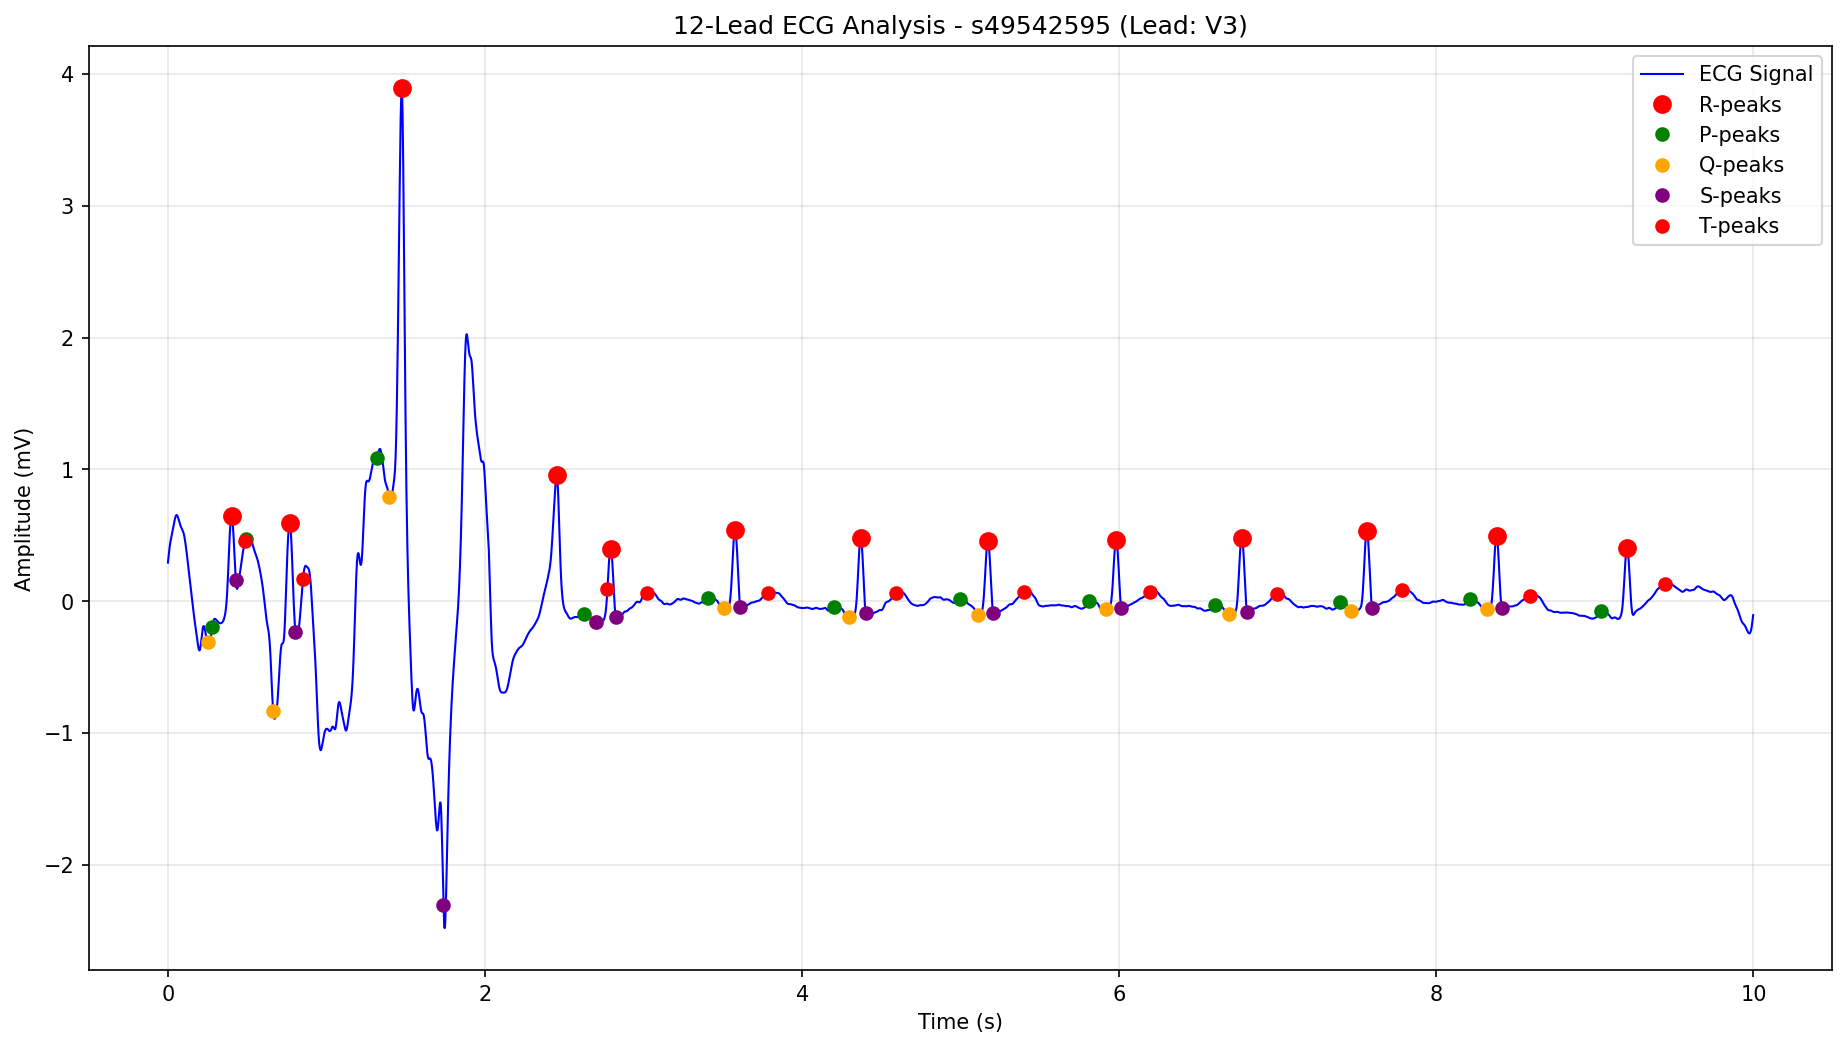 12-Lead ECG Analysis - s49542595 (Lead: V3)
ECG Signal
R-peaks
P-peaks
Q-peaks
S-peaks
T-peaks
Amplitude (mV)
4
3
2
1
0
−1
−2
0
2
4
6
8
10
Time (s)